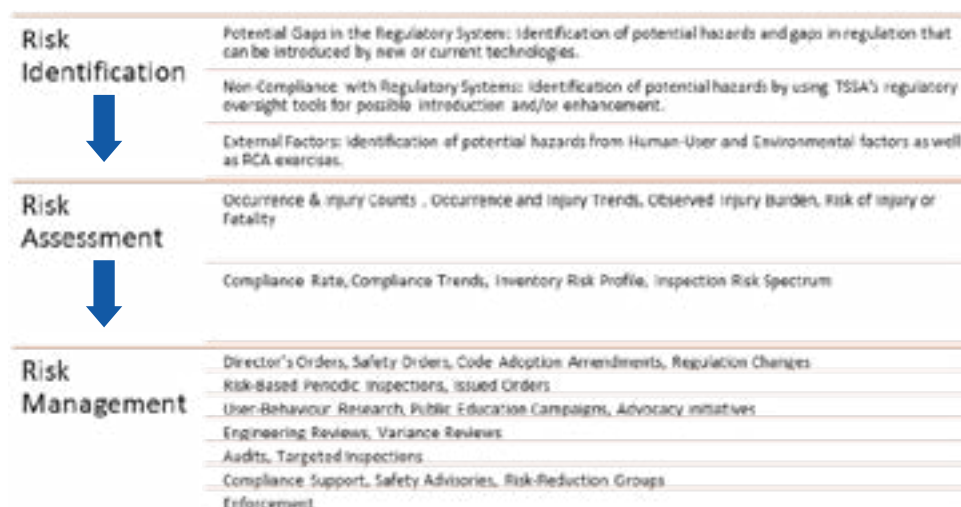 Risk
Identification
Potential Gaps in the Regulatory System: Identification of potential hazards and gaps in regulation that
can be introduced by new or current technologies.
Non-Compliance with Regulatory Systems: Identification of potential hazards by using TSSA's regulatory
oversight tools for possible introduction and/or enhancement.
External Factors: Identification of potential hazards from Human-User and Environmental factors as well
as RCA exercises.
Risk
Assessment
Occurrence & Injury Counts , Occurrence and Injury Trends, Observed Injury Burden, Risk of Injury or
Fatality
Compliance Rate, Compliance Trends, Inventory Risk Profile, Inspection Risk Spectrum
Risk
Management
Director's Orders, Safety Orders, Code Adoption Amendments, Regulation Changes
Risk-Based Periodic Inspections, Issued Orders
User-Behaviour Research, Public Education Campaigns, Advocacy Initiatives
Engineering Reviews, Variance Reviews
Audits, Targeted Inspections
Compliance Support, Safety Advisories, Risk-Reduction Groups
Enforcement